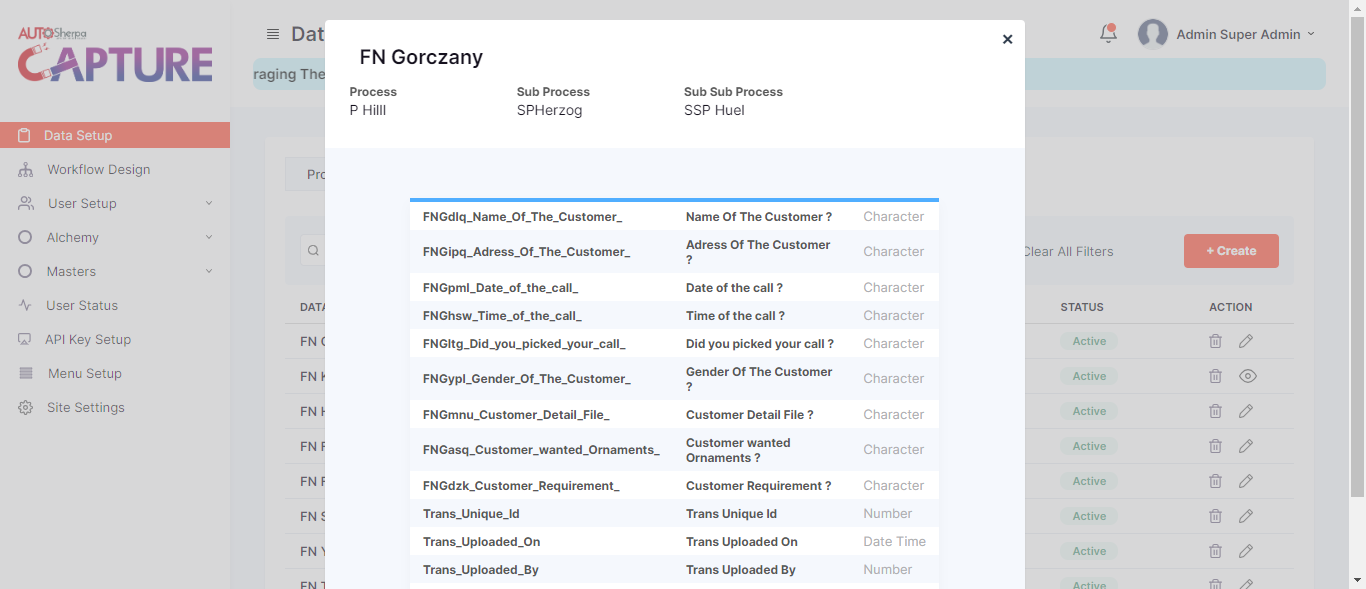 AUTO Sherpa
CAPTURE
Data Setup
Workflow Design
User Setup
Alchemy
Masters
User Status
API Key Setup
Menu Setup
Site Settings
Dat
Admin Super Admin
raging The
FN Gorczany
Process
Sub Process
Sub Sub Process
P Hilll
SPHerzog
SSP Huel
FNGdlq_Name_Of_The_Customer_ Name Of The Customer ? Character
FNGipq_Adress_Of_The_Customer_ Adress Of The Customer
? Character
FNGpml_Date_of_the_call_ Date of the call ? Character
FNGhsw_Time_of_the_call_ Time of the call ? Character
FNGltg_Did_you_picked_your_call_ Did you picked your call ? Character
FNGypl_Gender_Of_The_Customer_ Gender Of The Customer
? Character
FNGmnu_Customer_Detail_File_ Customer Detail File ? Character
FNGasq_Customer_wanted_Ornaments_ Customer wanted
Ornaments ? Character
FNGdzk_Customer_Requirement_ Customer Requirement ? Character
Trans_Unique_Id Trans Unique Id Number
Trans_Uploaded_On Trans Uploaded On Date Time
Trans_Uploaded_By Trans Uploaded By Number
Clear All Filters
+ Create
DATA
STATUS
ACTION
FN
Active
FN K
Active
FN H
Active
FN F
Active
FN F
Active
FN S
Active
FN Y
Active
FN T
Active